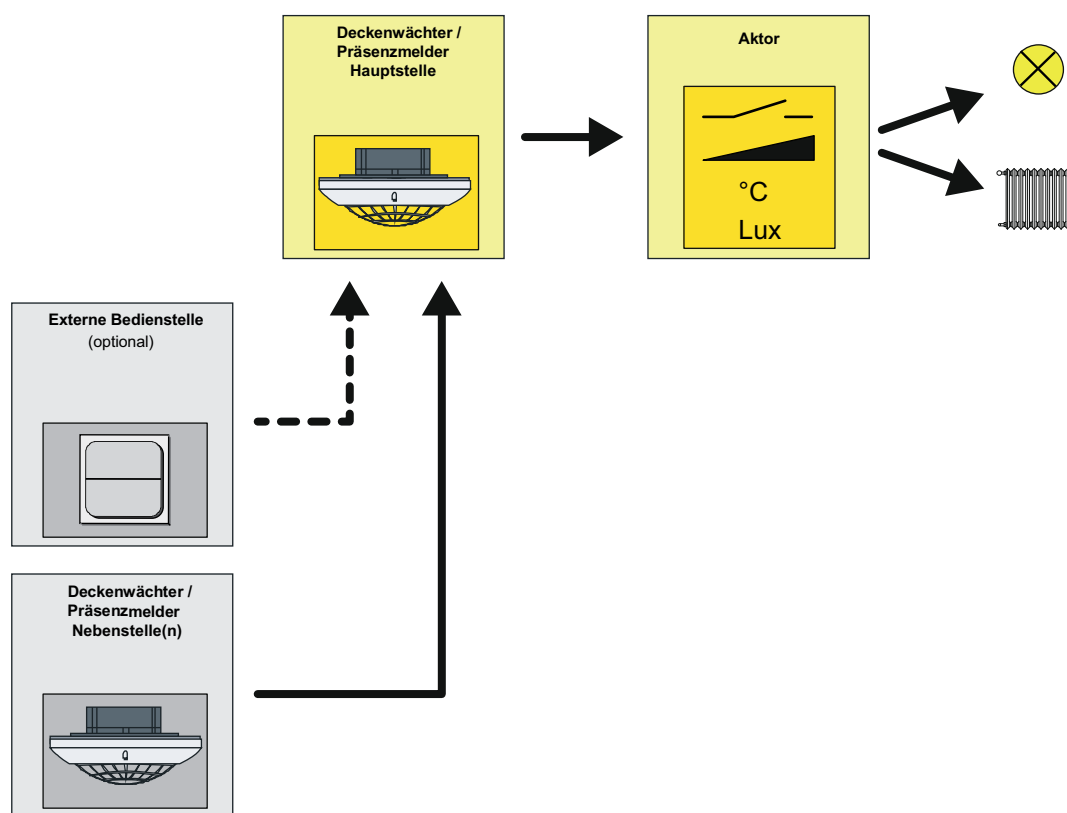 Deckenwächter /
Präsenzmelder
Hauptstelle
Aktor
°C
Lux
Externe Bedienstelle
(optional)
Deckenwächter /
Präsenzmelder
Nebenstelle(n)